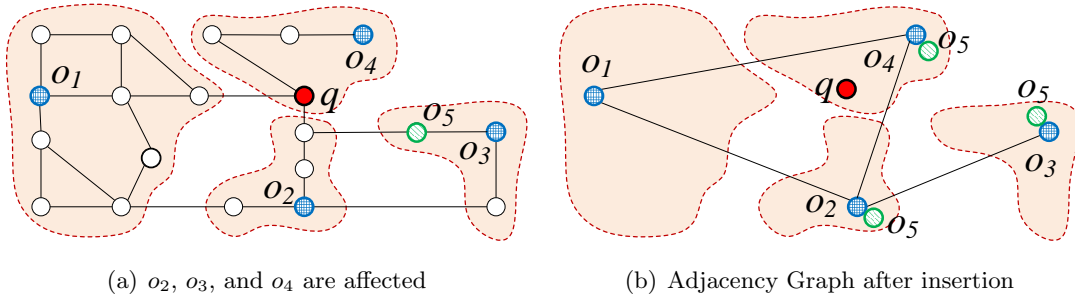 o1
o4
q
o5
o3
o2
(a) o2, o3, and o4 are affected
o1
o5
o4
q
o5
o3
o2
o5
(b) Adjacency Graph after insertion